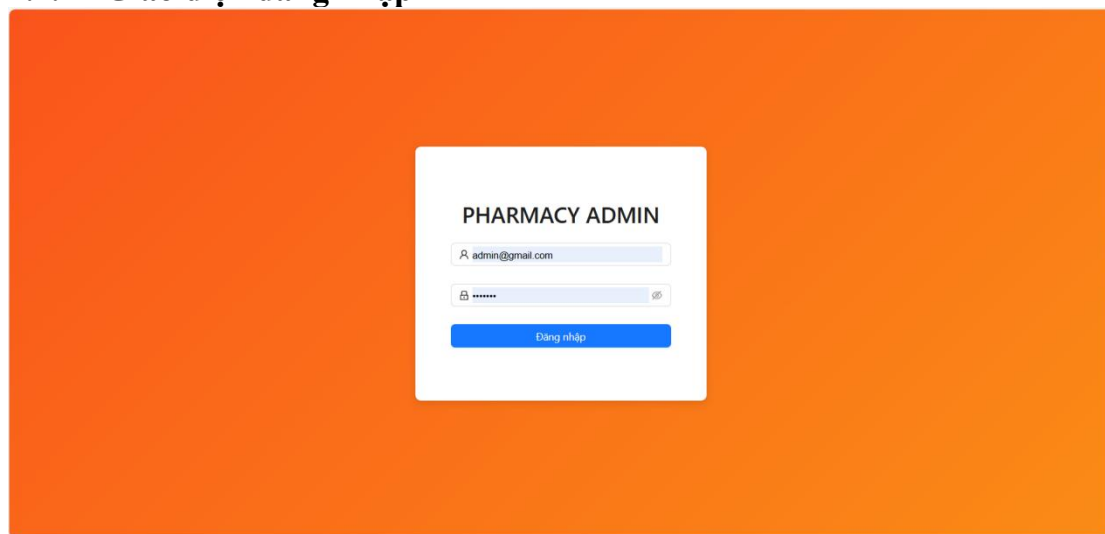 PHARMACY ADMIN
admin@gmail.com
•••••••
Đăng nhập